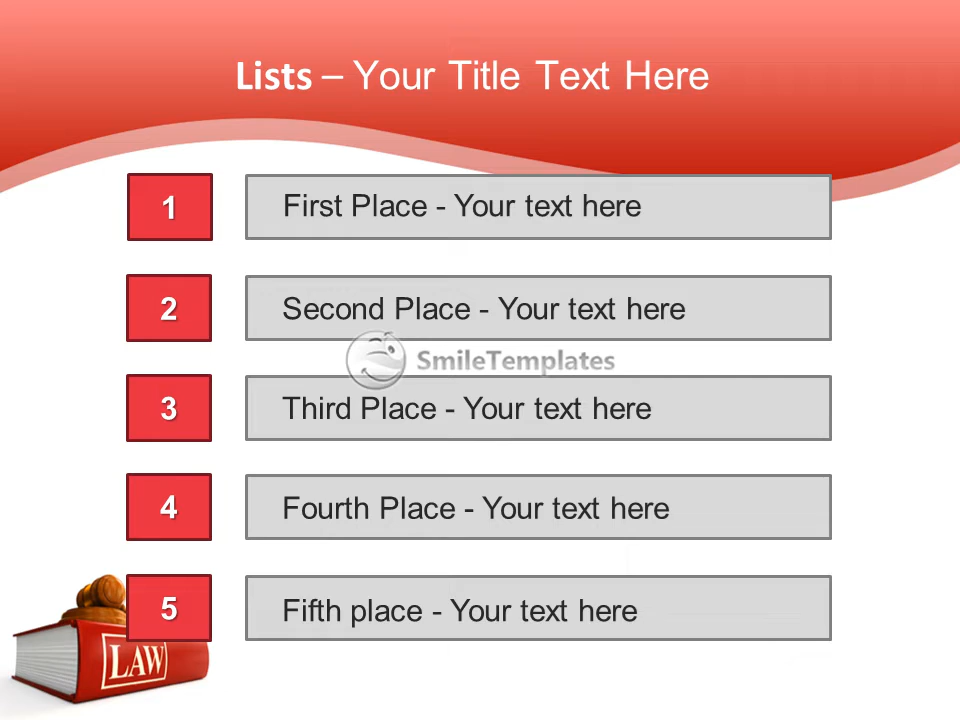 Lists – Your Title Text Here
1 First Place - Your text here
2 Second Place - Your text here
SmileTemplates
3 Third Place - Your text here
4 Fourth Place - Your text here
5 Fifth place - Your text here
LAW